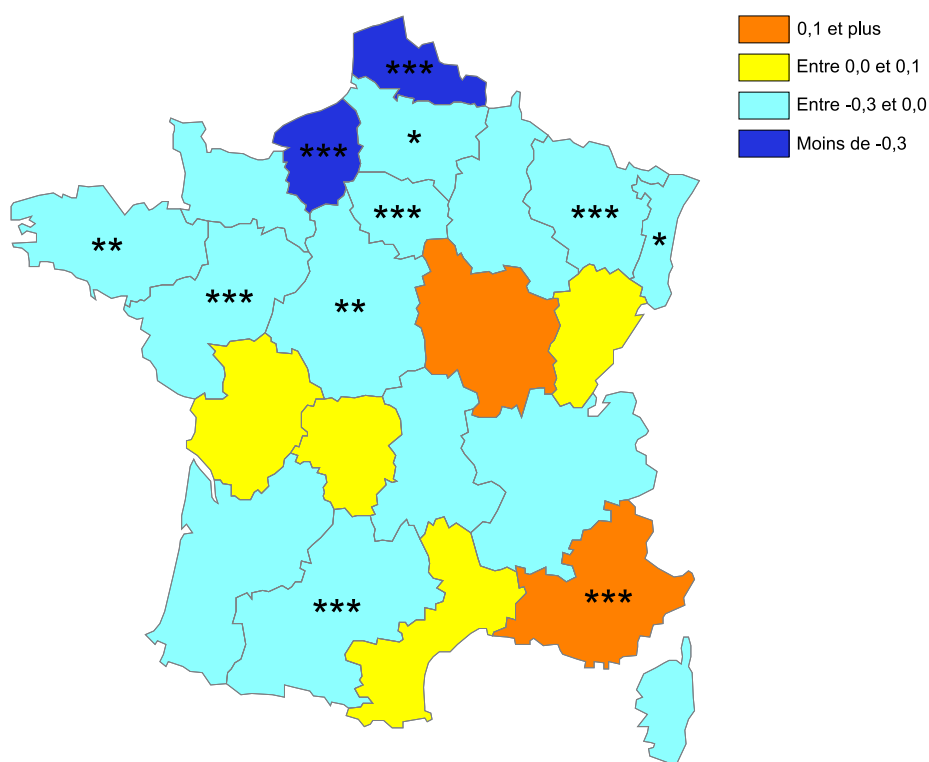 0,1 et plus
Entre 0,0 et 0,1
Entre -0,3 et 0,0
Moins de -0,3
***
*
***
***
***
*
**
***
**
***
***